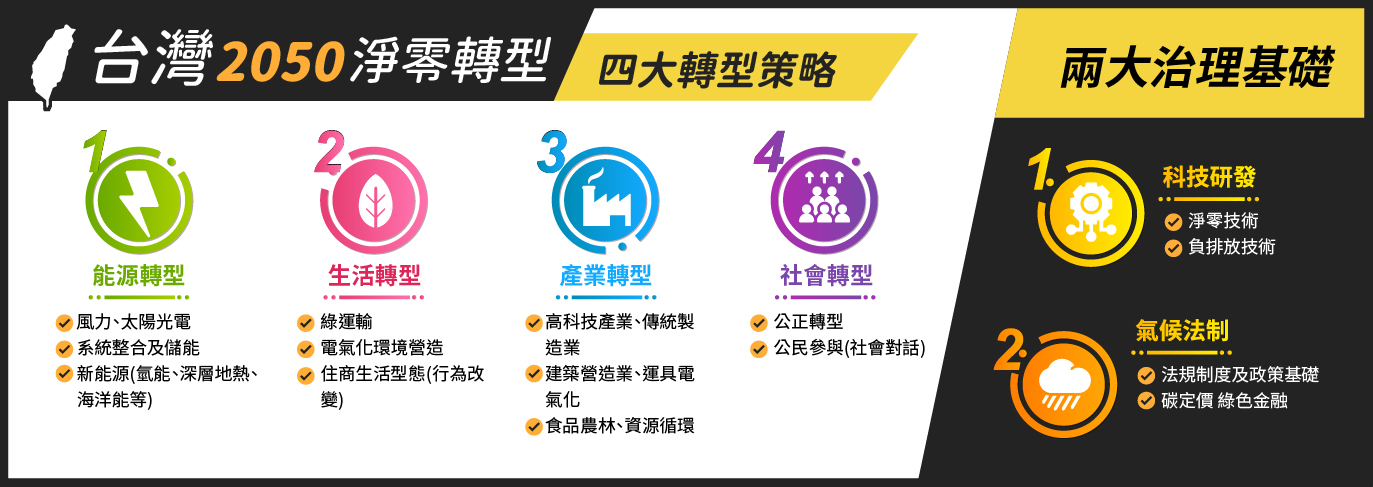 台灣2050淨零轉型
四大轉型策略
兩大治理基礎
1
能源轉型
風力、太陽光電
系統整合及儲能
新能源(氫能、深層地熱、
海洋能等)
2
生活轉型
綠運輸
電氣化環境營造
住商生活型態(行為改
變)
3
產業轉型
高科技產業、傳統製
造業
建築營造業、運具電
氣化
食品農林、資源循環
4
社會轉型
公正轉型
公民參與(社會對話)
1.
科技研發
淨零技術
負排放技術
2.
氣候法制
法規制度及政策基礎
碳定價 綠色金融